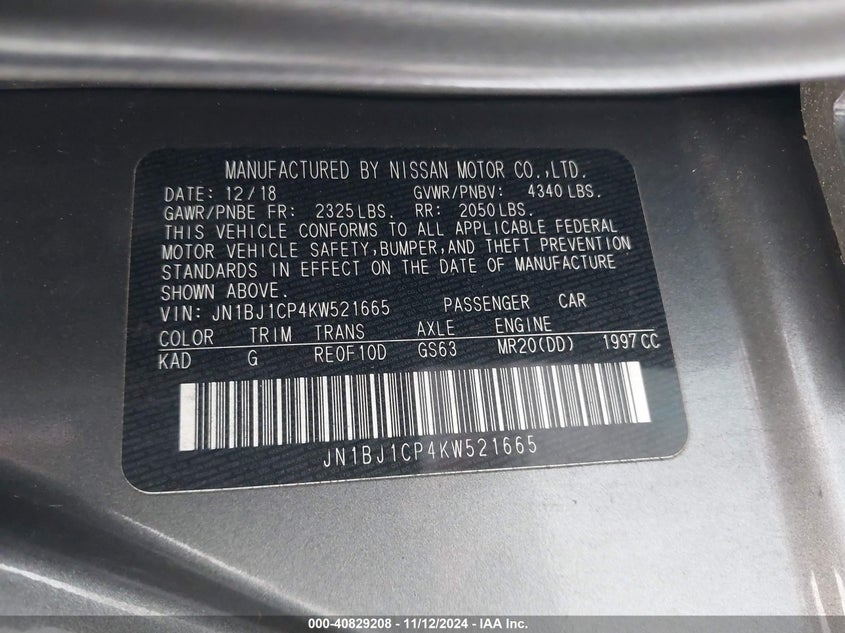 MANUFACTURED BY NISSAN MOTOR CO.,LTD.
DATE: 12/18 GVWR/PNBV: 4340 LBS.
GAWR/PNBE FR: 2325 LBS. RR: 2050 LBS.
THIS VEHICLE CONFORMS TO ALL APPLICABLE FEDERAL
MOTOR VEHICLE SAFETY,BUMPER,AND THEFT PREVENTION
STANDARDS IN EFFECT ON THE DATE OF MANUFACTURE
SHOWN ABOVE.
VIN: JN1BJ1CP4KW521665 PASSENGER CAR
COLOR TRIM TRANS AXLE ENGINE
KAD G RE0F10D GS63 MR20(DD) 1997 CC
JN1BJ1CP4KW521665
000-40829208 - 11/12/2024 - IAA Inc.